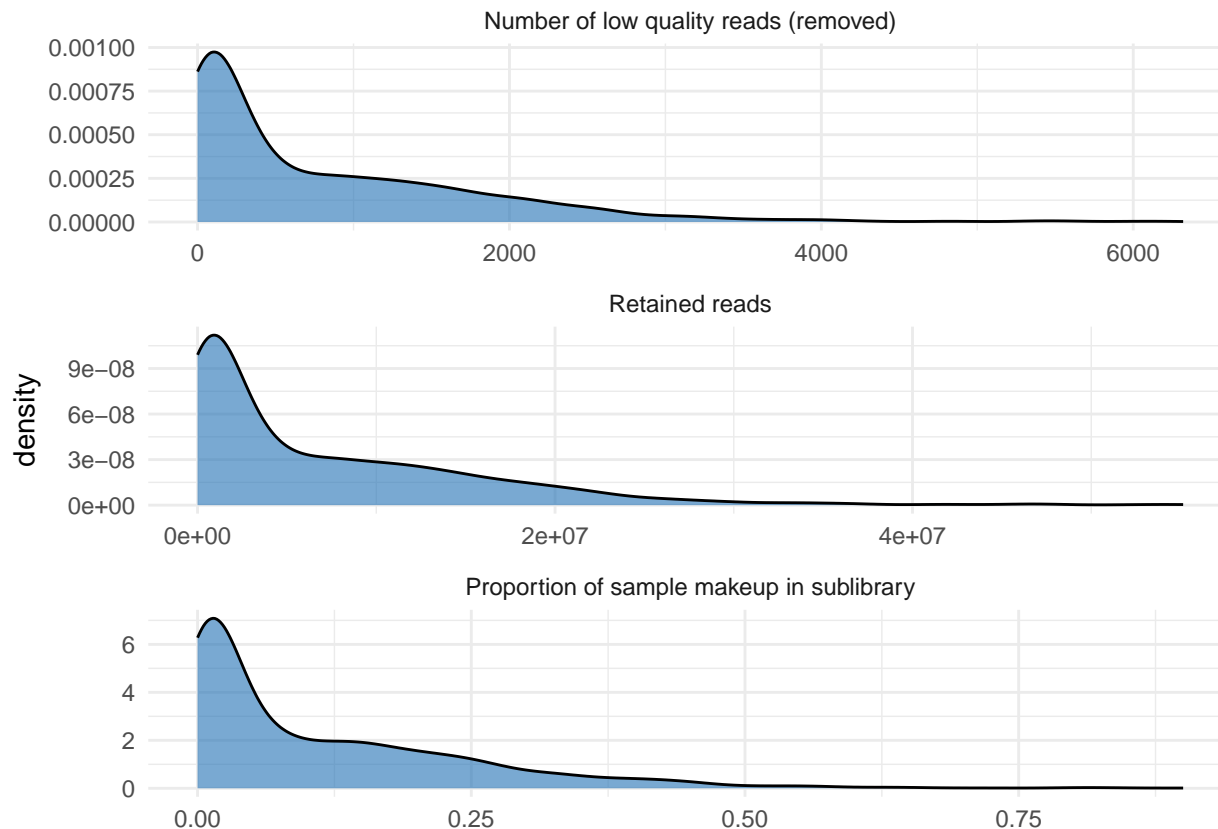 Number of low quality reads (removed)
0.00100
0.00075
0.00050
0.00025
0.00000
0 2000 4000 6000
Retained reads
density
9e−08
6e−08
3e−08
0e+00
0e+00 2e+07 4e+07
Proportion of sample makeup in sublibrary
6
4
2
0
0.00 0.25 0.50 0.75